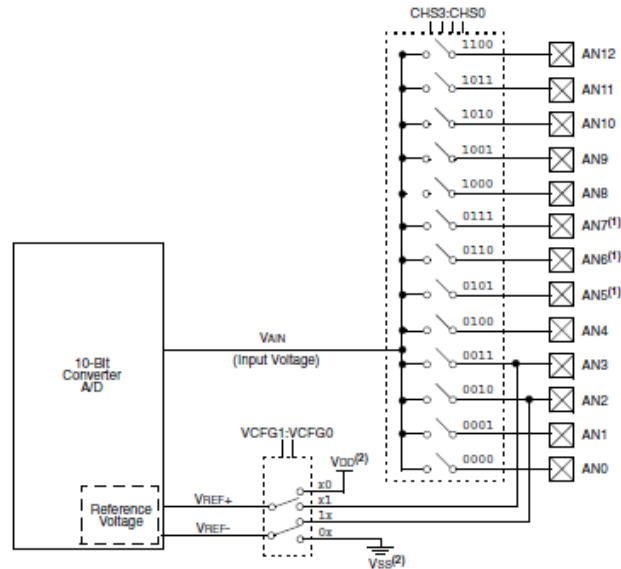 CHS3:CHS0
1100 AN12
1011 AN11
1010 AN10
1001 AN9
1000 AN8
0111 AN7(1)
0110 AN6(1)
0101 AN5(1)
0100 AN4
VAIN
(Input Voltage)
0011 AN3
10-Bit
Converter
A/D
0010 AN2
VCFG1:VCFG0
0001 AN1
VDD(2)
0000 AN0
x0
Reference
Voltage
VREF+
x1
1x
VREF-
0x
VSS(2)